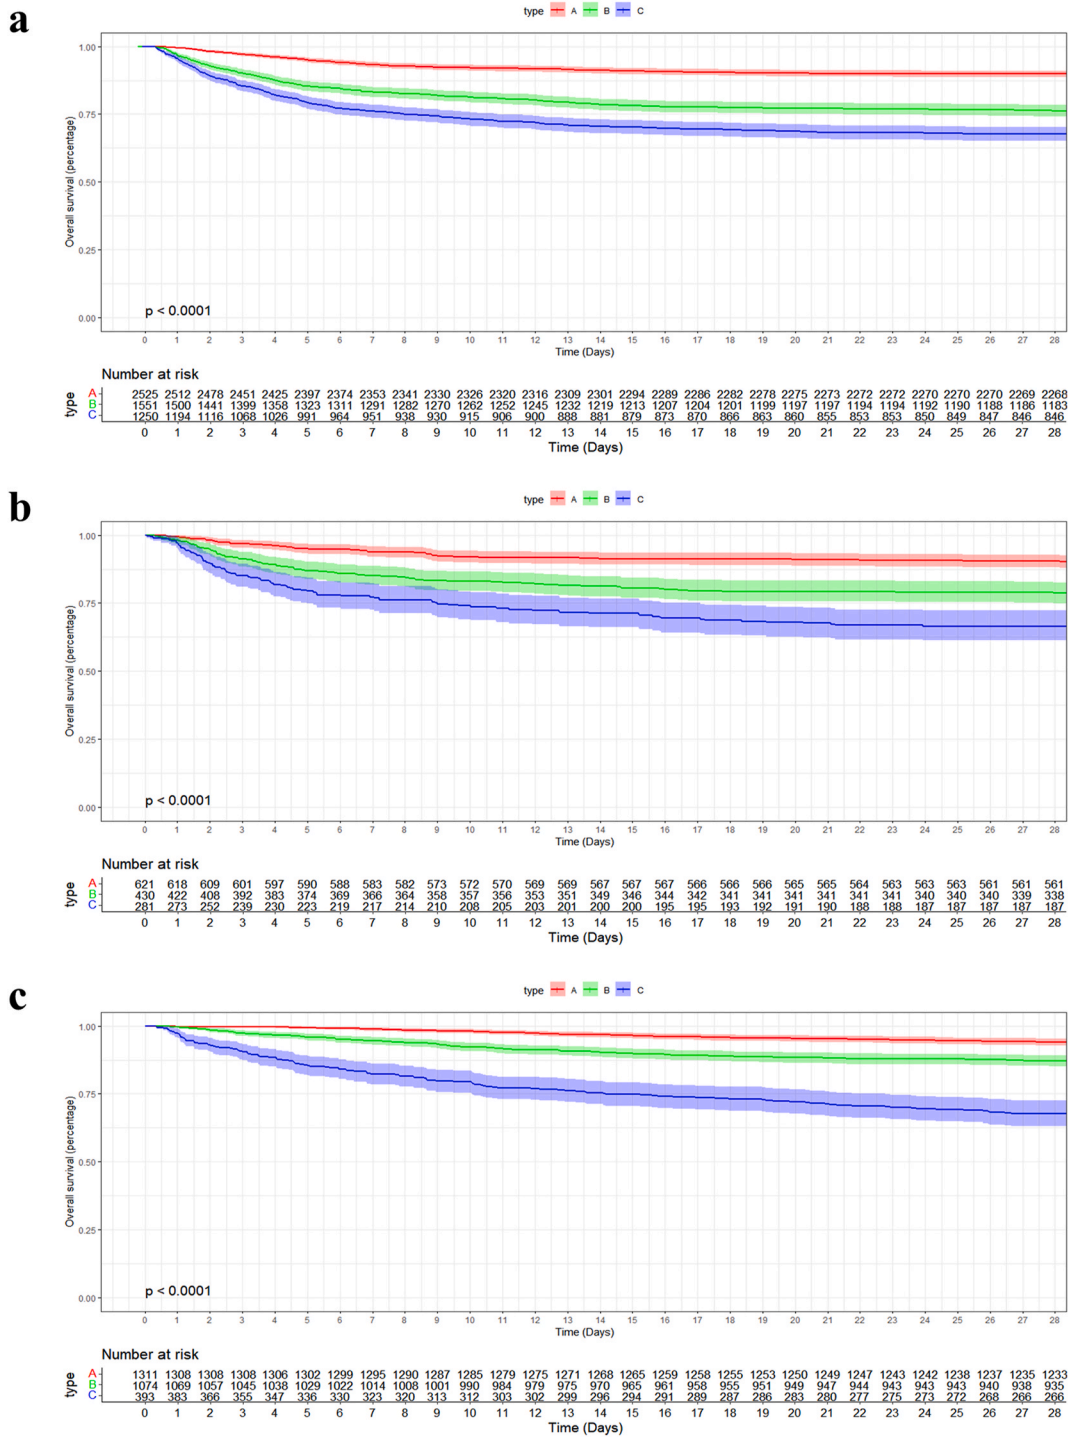 a
type A B C
1.00
0.75
0.50
0.25
0.00
Overall survival (percentage)
p < 0.0001
0 1 2 3 4 5 6 7 8 9 10 11 12 13 14 15 16 17 18 19 20 21 22 23 24 25 26 27 28
Time (Days)
Number at risk
type
A 2525 2512 2478 2451 2425 2397 2374 2353 2341 2330 2326 2320 2316 2309 2301 2294 2289 2286 2282 2278 2275 2273 2272 2272 2270 2270 2270 2269 2268
B 1551 1500 1441 1399 1358 1323 1311 1291 1282 1270 1262 1252 1245 1232 1219 1213 1207 1204 1201 1199 1197 1197 1194 1194 1192 1190 1188 1186 1183
C 1250 1194 1116 1068 1026 991 964 951 938 930 915 906 900 888 881 879 873 870 866 863 860 855 853 853 850 849 847 846 846
0 1 2 3 4 5 6 7 8 9 10 11 12 13 14 15 16 17 18 19 20 21 22 23 24 25 26 27 28
Time (Days)
b
type A B C
1.00
0.75
0.50
0.25
0.00
Overall survival (percentage)
p < 0.0001
0 1 2 3 4 5 6 7 8 9 10 11 12 13 14 15 16 17 18 19 20 21 22 23 24 25 26 27 28
Time (Days)
Number at risk
type
A 621 618 609 601 597 590 588 583 582 573 572 570 569 569 567 567 567 566 566 566 565 565 564 563 563 563 561 561 561
B 430 422 408 392 383 374 369 366 364 358 357 356 353 351 349 346 344 342 341 341 341 341 341 341 340 340 340 339 338
C 281 273 252 239 230 223 219 217 214 210 208 205 203 201 200 200 195 195 193 192 191 190 188 188 187 187 187 187 187
0 1 2 3 4 5 6 7 8 9 10 11 12 13 14 15 16 17 18 19 20 21 22 23 24 25 26 27 28
Time (Days)
c
type A B C
1.00
0.75
0.50
0.25
0.00
Overall survival (percentage)
p < 0.0001
0 1 2 3 4 5 6 7 8 9 10 11 12 13 14 15 16 17 18 19 20 21 22 23 24 25 26 27 28
Time (Days)
Number at risk
type
A 1311 1308 1308 1308 1306 1302 1299 1295 1290 1287 1285 1279 1275 1271 1268 1265 1259 1258 1255 1253 1250 1249 1247 1243 1242 1238 1237 1235 1233
B 1074 1069 1057 1045 1038 1029 1022 1014 1008 1001 990 984 979 975 970 965 961 958 955 951 949 947 944 943 943 943 940 938 935
C 393 383 366 355 347 336 330 323 320 313 312 303 302 299 296 294 291 289 287 286 283 280 277 275 273 272 268 266 266
0 1 2 3 4 5 6 7 8 9 10 11 12 13 14 15 16 17 18 19 20 21 22 23 24 25 26 27 28
Time (Days)